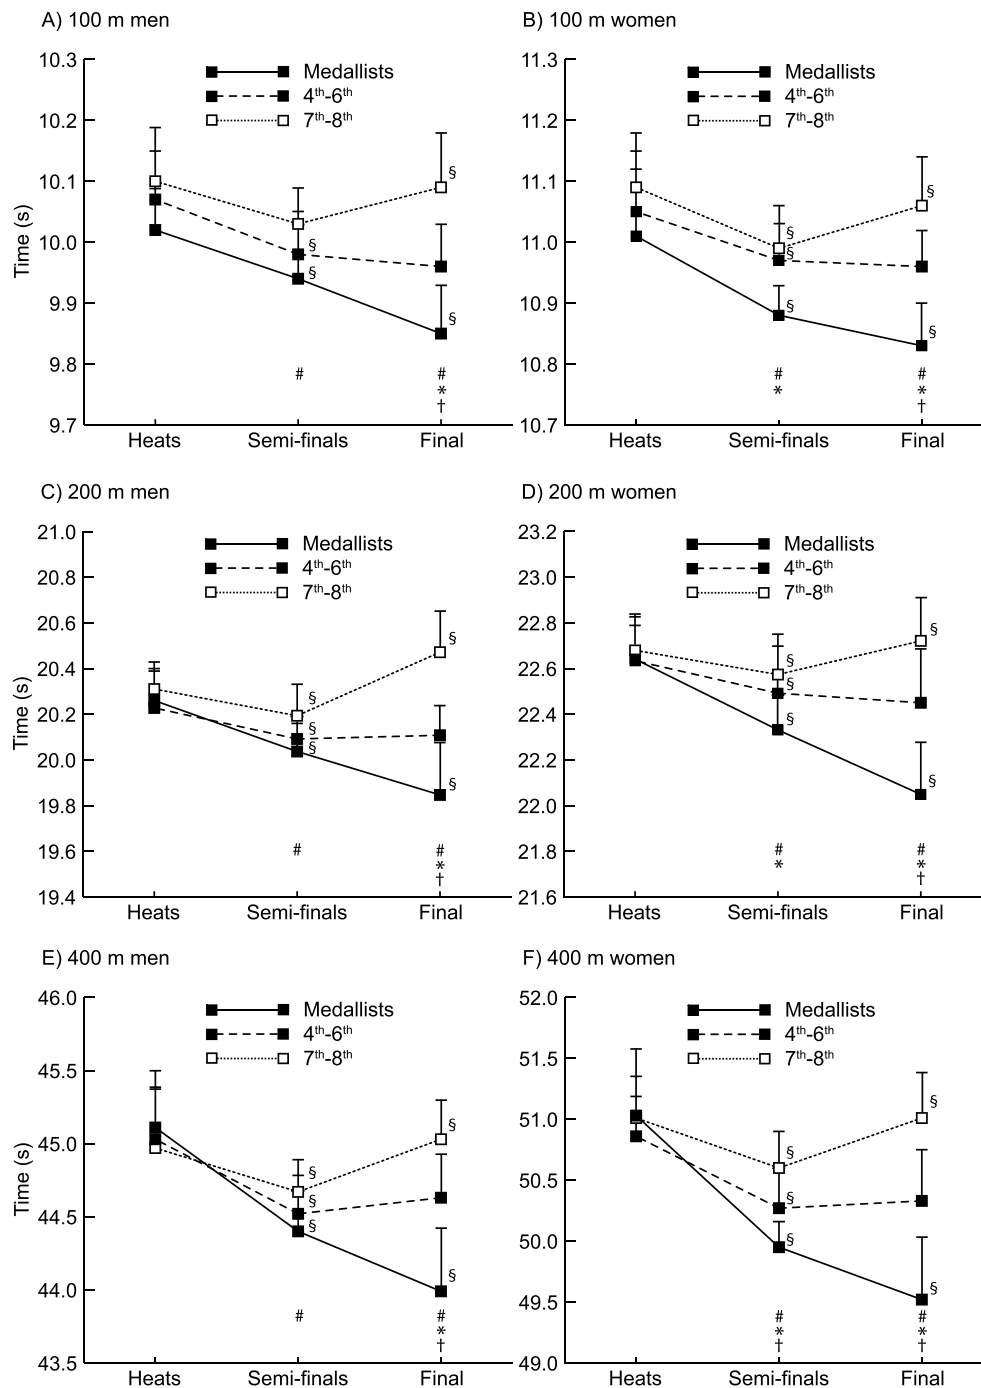 A) 100 m men
10.3
10.2
10.1
10.0
9.9
9.8
9.7
Time (s)
Medallists
4th-6th
7th-8th
§
§
§
§
#
#
*
†
Heats
Semi-finals
Final
B) 100 m women
11.3
11.2
11.1
11.0
10.9
10.8
10.7
Medallists
4th-6th
7th-8th
§
§
§
§
§
#
*
#
*
†
Heats
Semi-finals
Final
C) 200 m men
21.0
20.8
20.6
20.4
20.2
20.0
19.8
19.6
19.4
Time (s)
Medallists
4th-6th
7th-8th
§
§
§
§
§
#
#
*
†
Heats
Semi-finals
Final
D) 200 m women
23.2
23.0
22.8
22.6
22.4
22.2
22.0
21.8
21.6
Medallists
4th-6th
7th-8th
§
§
§
§
§
#
*
#
*
†
Heats
Semi-finals
Final
E) 400 m men
46.0
45.5
45.0
44.5
44.0
43.5
Time (s)
Medallists
4th-6th
7th-8th
§
§
§
§
§
#
#
*
†
Heats
Semi-finals
Final
F) 400 m women
52.0
51.5
51.0
50.5
50.0
49.5
49.0
Medallists
4th-6th
7th-8th
§
§
§
§
§
#
*
†
#
*
†
Heats
Semi-finals
Final